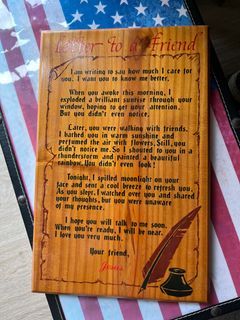 Letter to a Friend
I am writing to say how much I care for
you. I want you to know me better.
When you awoke this morning, I
exploded a brilliant sunrise through your
window, hoping to get your attention.
But you didn't even notice.
Later, you were walking with friends.
I bathed you in warm sunshine and
perfumed the air with flowers. Still, you
didn't notice me. So I shouted to you in a
thunderstorm and painted a beautiful
rainbow. You didn't even look!
Tonight, I spilled moonlight on your
face and sent a cool breeze to refresh you.
As you slept, I watched over you and shared
your thoughts, but you were unaware
of my presence.
I hope you will talk to me soon.
When you're ready, I will be near.
I love you very much.
Your friend,
Jesus